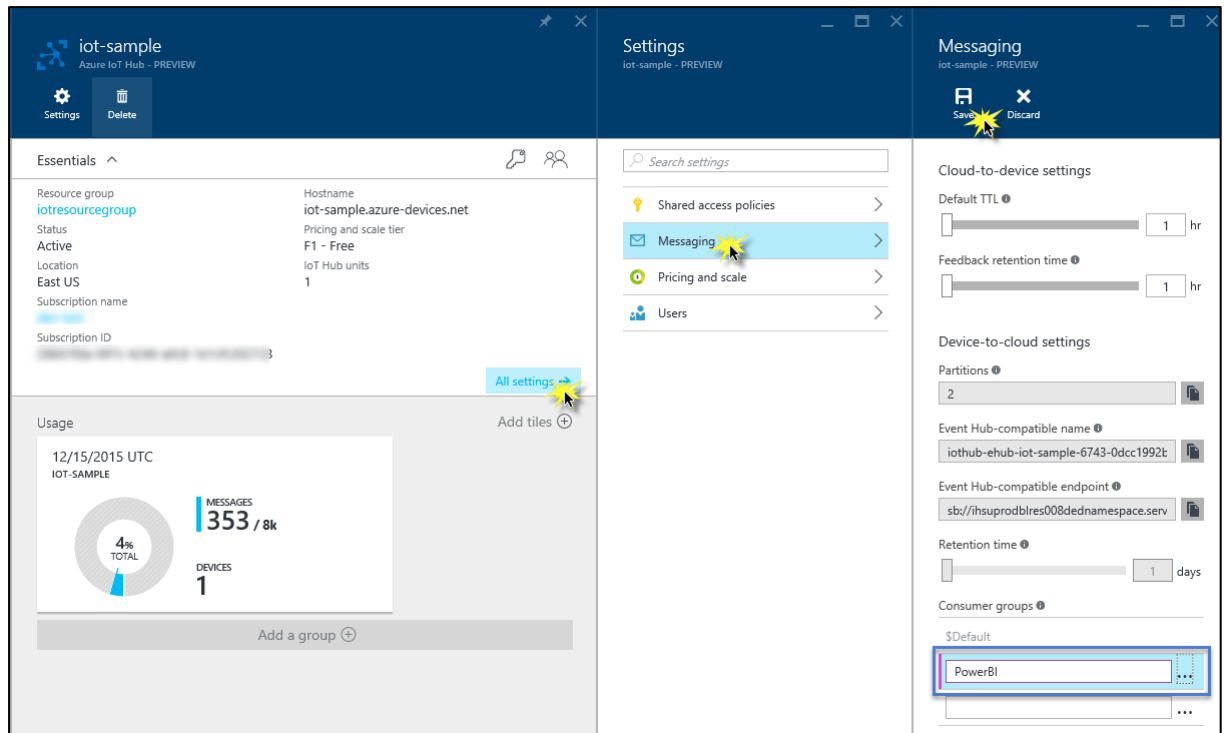 iot-sample
Azure IoT Hub - PREVIEW
Settings
Delete
Essentials
Resource group
iotresourcegroup
Hostname
iot-sample.azure-devices.net
Status
Active
Pricing and scale tier
F1 - Free
Location
East US
IoT Hub units
1
Subscription name
Subscription ID
All settings
Usage
Add tiles
12/15/2015 UTC
IOT-SAMPLE
4%
TOTAL
MESSAGES
353 / 8k
DEVICES
1
Add a group
Settings
iot-sample - PREVIEW
Search settings
Shared access policies
Messaging
Pricing and scale
Users
Messaging
iot-sample - PREVIEW
Save
Discard
Cloud-to-device settings
Default TTL
1 hr
Feedback retention time
1 hr
Device-to-cloud settings
Partitions
2
Event Hub-compatible name
iothub-ehub-iot-sample-6743-0dcc1992b
Event Hub-compatible endpoint
sb://ihsuprodblres008dednamespace.serv
Retention time
1 days
Consumer groups
$Default
PowerBI
...
...